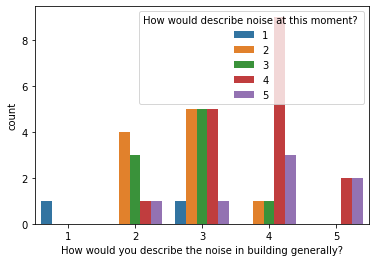 How would describe noise at this moment?
1
2
3
4
5
8
6
4
2
0
count
1 2 3 4 5
How would you describe the noise in building generally?